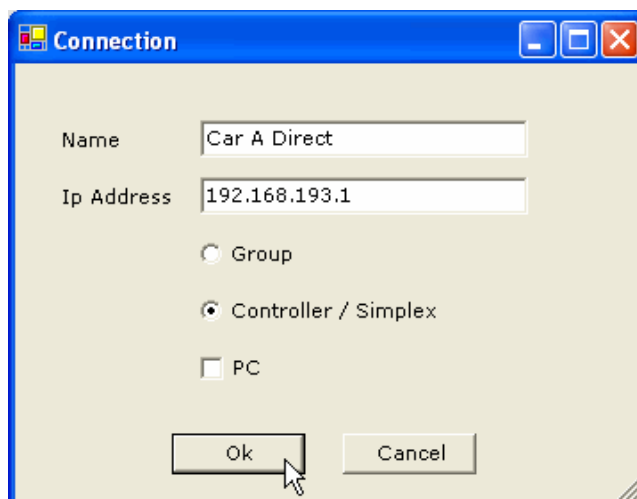 Connection
Name Car A Direct
Ip Address 192.168.193.1
Group
Controller / Simplex
PC
Ok Cancel